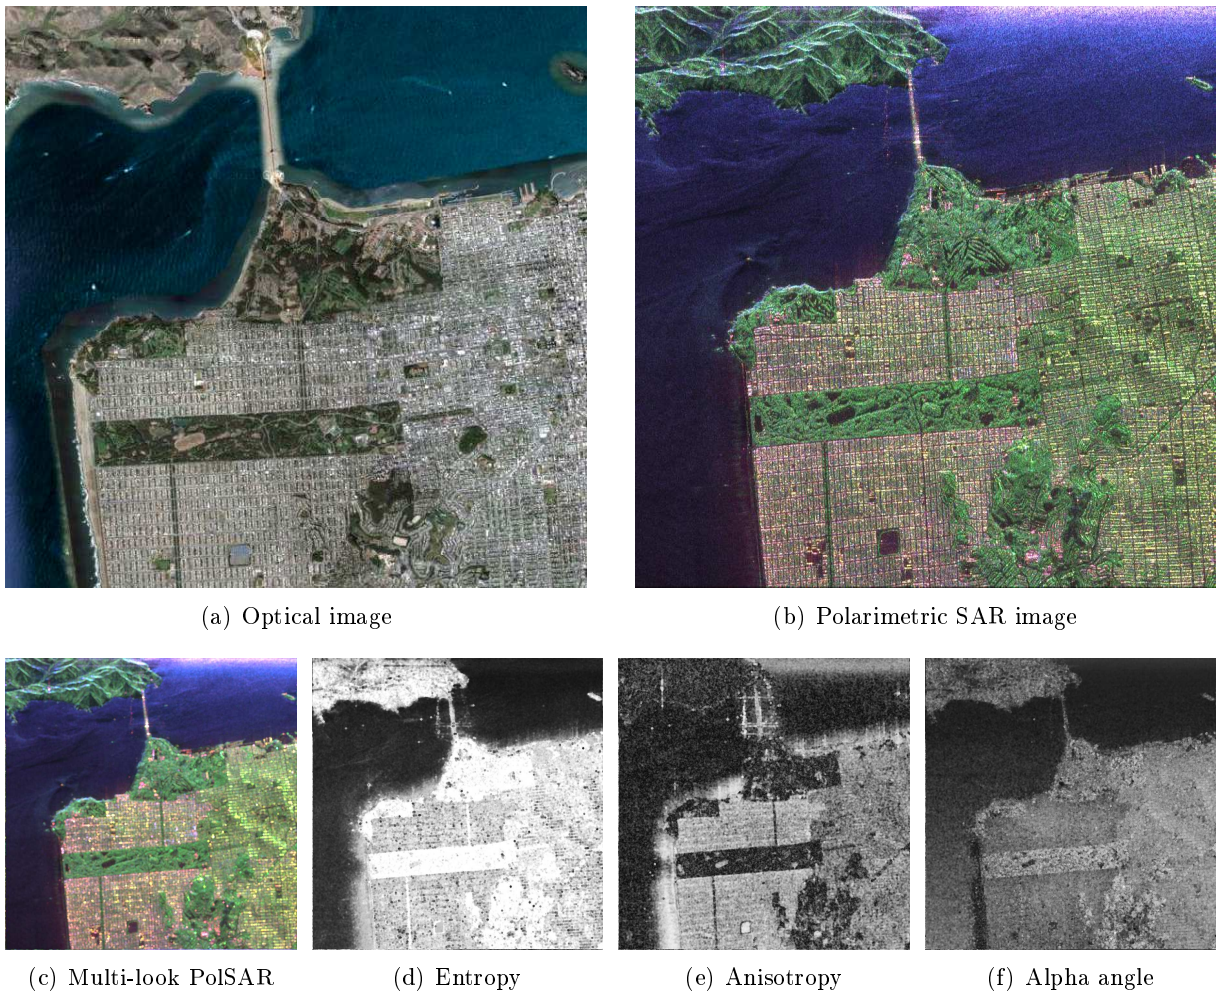 (a) Optical image
(b) Polarimetric SAR image
(c) Multi-look PolSAR
(d) Entropy
(e) Anisotropy
(f) Alpha angle